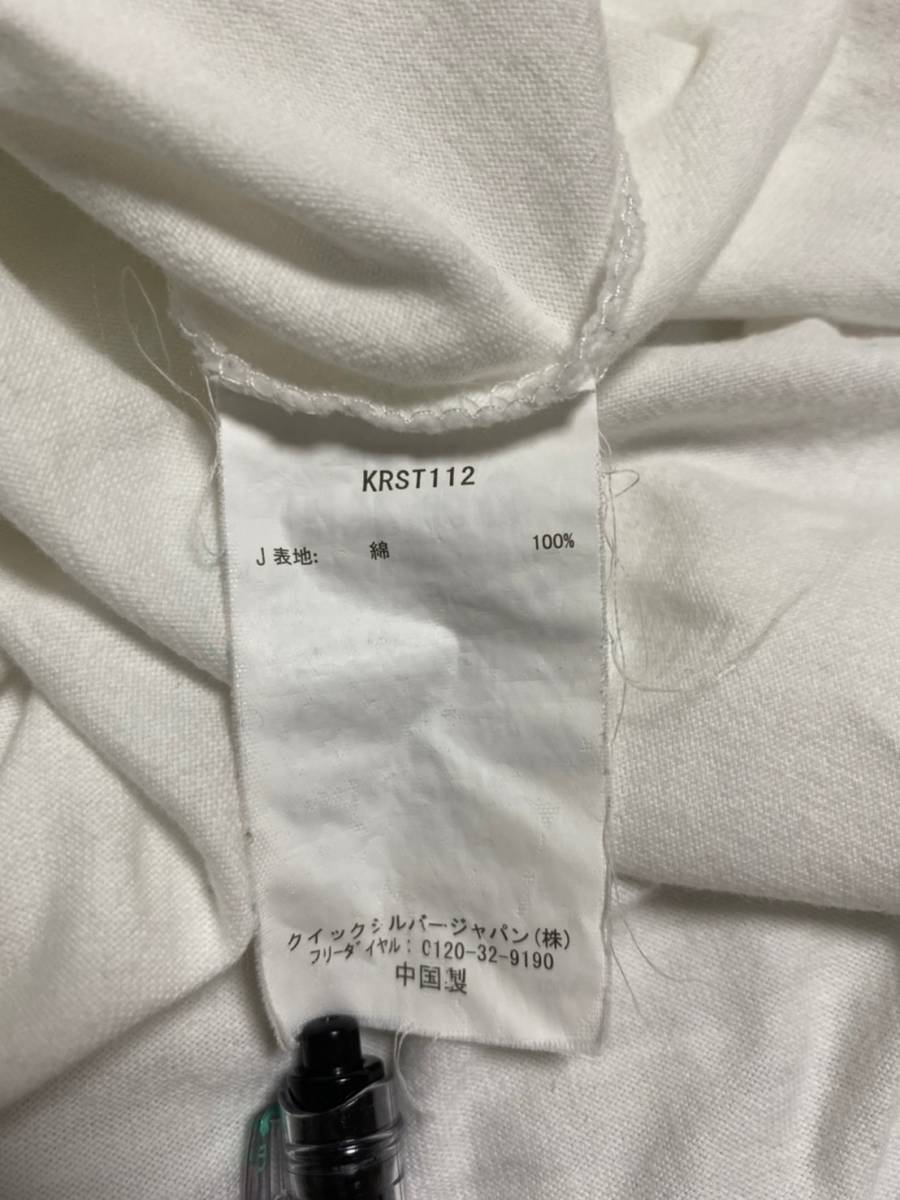 KRST112
J 表地: 綿 100%
クイックシルバージャパン(株)
フリーダイヤル: 0120-32-9190
中国製